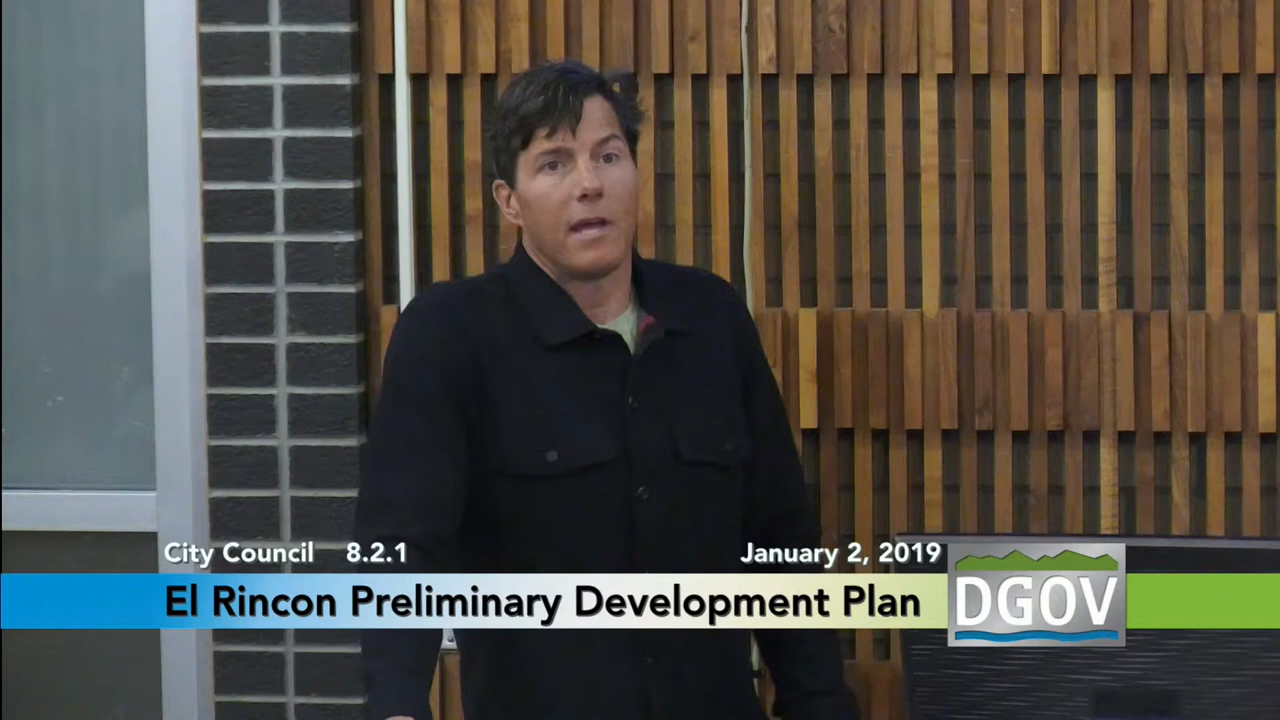 City Council 8.2.1 January 2, 2019
El Rincon Preliminary Development Plan
DGOV